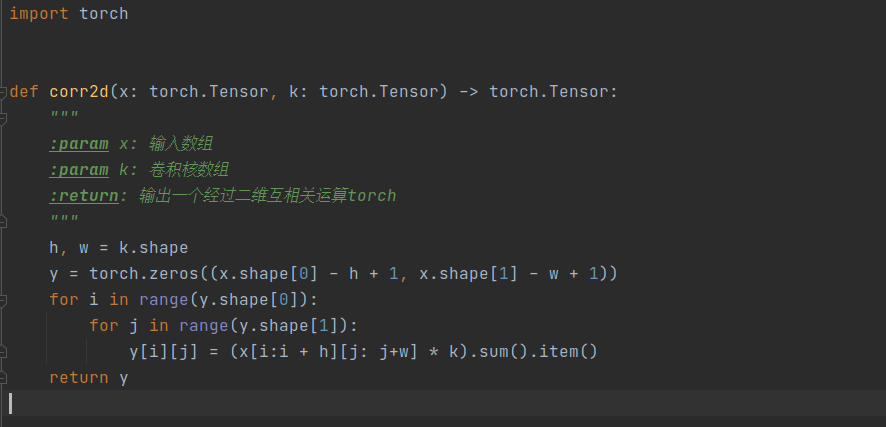 import torch
def corr2d(x: torch.Tensor, k: torch.Tensor) -> torch.Tensor:
    """
    :param x: 输入数组
    :param k: 卷积核数组
    :return: 输出一个经过二维互相关运算torch
    """
    h, w = k.shape
    y = torch.zeros((x.shape[0] - h + 1, x.shape[1] - w + 1))
    for i in range(y.shape[0]):
        for j in range(y.shape[1]):
            y[i][j] = (x[i:i + h][j: j+w] * k).sum().item()
    return y